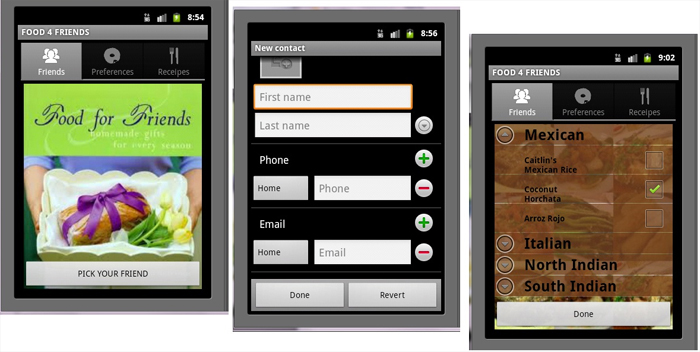 8:54
FOOD 4 FRIENDS
Friends
Preferences
Receipes
Food for Friends
homemade gifts
for every season
PICK YOUR FRIEND
8:56
New contact
First name
Last name
Phone
Home
Phone
Email
Home
Email
Done
Revert
9:02
FOOD 4 FRIENDS
Friends
Preferences
Receipes
Mexican
Caitlin's
Mexican Rice
Coconut
Horchata
Arroz Rojo
Italian
North Indian
South Indian
Done